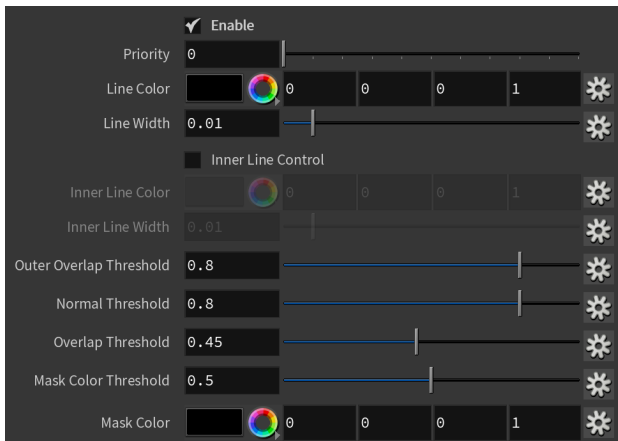 Enable
Priority 0
Line Color 0 0 0 1
Line Width 0.01
Inner Line Control
Inner Line Color 0 0 0 1
Inner Line Width 0.01
Outer Overlap Threshold 0.8
Normal Threshold 0.8
Overlap Threshold 0.45
Mask Color Threshold 0.5
Mask Color 0 0 0 1